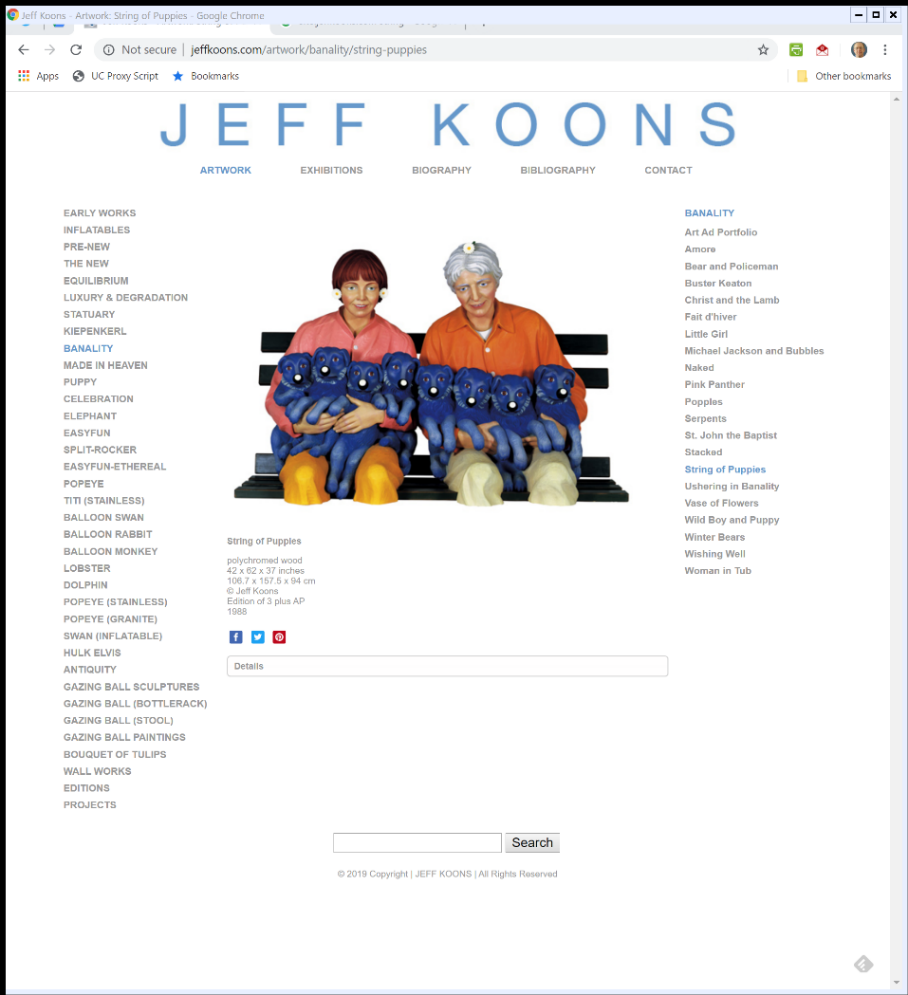 Jeff Koons - Artwork: String of Puppies - Google Chrome
Not secure | jeffkoons.com/artwork/banality/string-puppies
Apps UC Proxy Script Bookmarks Other bookmarks
JEFF KOONS
ARTWORK EXHIBITIONS BIOGRAPHY BIBLIOGRAPHY CONTACT
EARLY WORKS
INFLATABLES
PRE-NEW
THE NEW
EQUILIBRIUM
LUXURY & DEGRADATION
STATUARY
KIEPENKERL
BANALITY
MADE IN HEAVEN
PUPPY
CELEBRATION
ELEPHANT
EASYFUN
SPLIT-ROCKER
EASYFUN-ETHEREAL
POPEYE
TITI (STAINLESS)
BALLOON SWAN
BALLOON RABBIT
BALLOON MONKEY
LOBSTER
DOLPHIN
POPEYE (STAINLESS)
POPEYE (GRANITE)
SWAN (INFLATABLE)
HULK ELVIS
ANTIQUITY
GAZING BALL SCULPTURES
GAZING BALL (BOTTLERACK)
GAZING BALL (STOOL)
GAZING BALL PAINTINGS
BOUQUET OF TULIPS
WALL WORKS
EDITIONS
PROJECTS
String of Puppies
polychromed wood
42 x 62 x 37 inches
106.7 x 157.5 x 94 cm
© Jeff Koons
Edition of 3 plus AP
1988
Details
BANALITY
Art Ad Portfolio
Amore
Bear and Policeman
Buster Keaton
Christ and the Lamb
Fait d'hiver
Little Girl
Michael Jackson and Bubbles
Naked
Pink Panther
Popples
Serpents
St. John the Baptist
Stacked
String of Puppies
Ushering in Banality
Vase of Flowers
Wild Boy and Puppy
Winter Bears
Wishing Well
Woman in Tub
Search
© 2019 Copyright | JEFF KOONS | All Rights Reserved